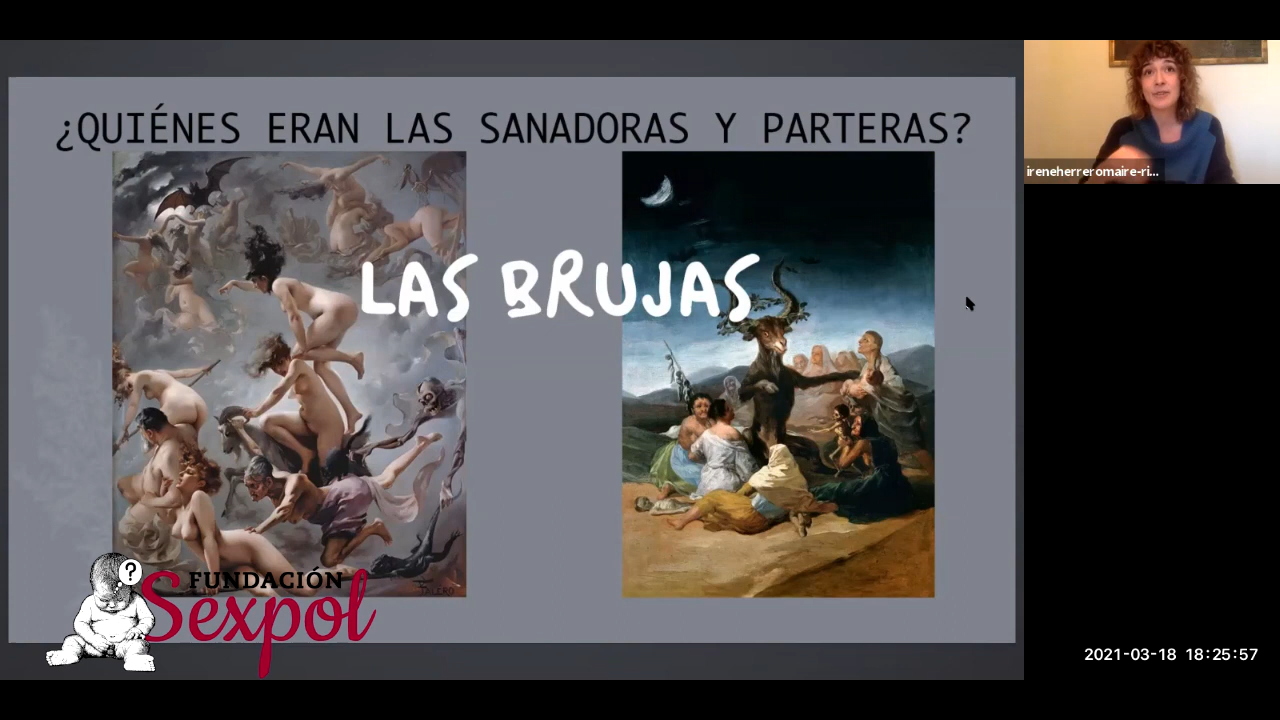 ¿QUIÉNES ERAN LAS SANADORAS Y PARTERAS?
LAS BRUJAS
ireneherreromaire-ri...
?
FUNDACIÓN
Sexpol
2021-03-18 18:25:57